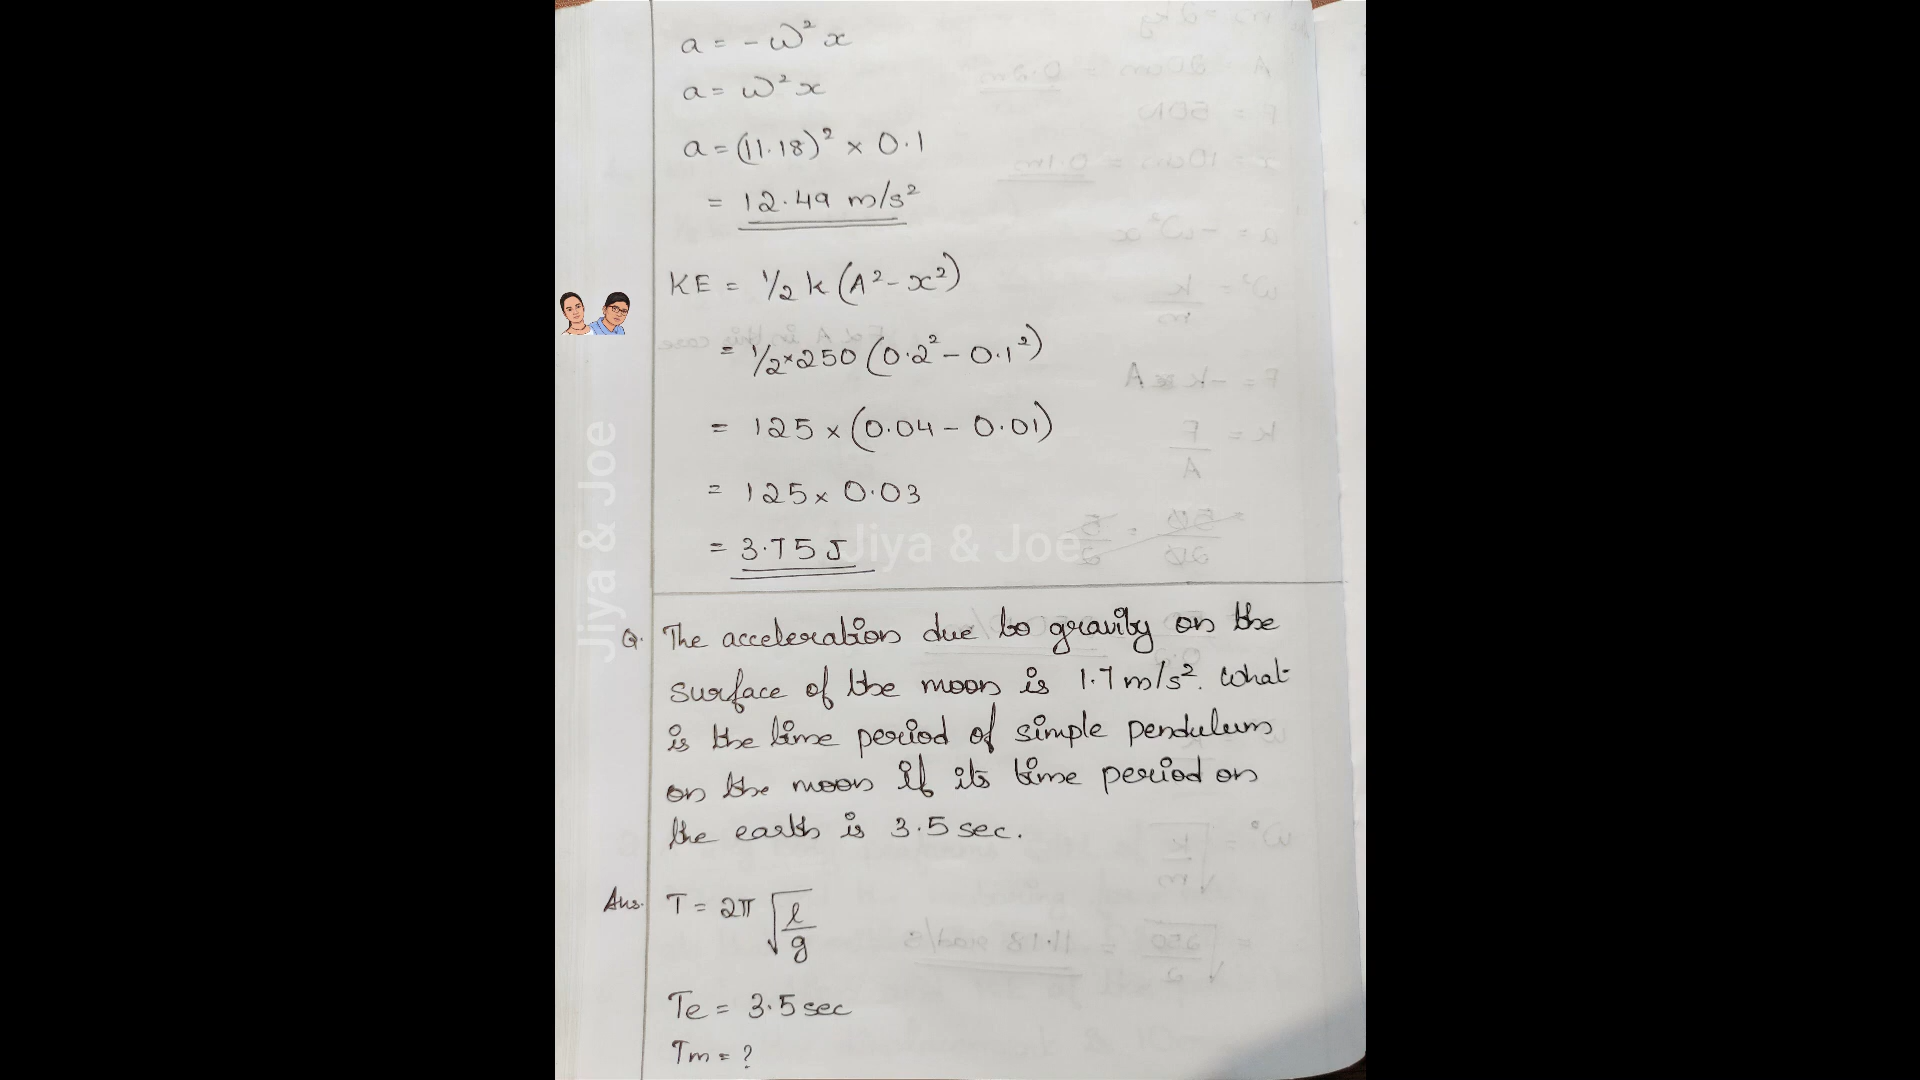 a = - ω² x
a = ω² x
a = (11.18)² × 0.1
= 12.49 m/s²
KE = 1/2 k (A² - x²)
= 1/2 × 250 (0.2² - 0.1²)
= 125 × (0.04 - 0.01)
= 125 × 0.03
= 3.75 J
Jiya & Joe
Jiya & Joe
Q. The acceleration due to gravity on the
surface of the moon is 1.7 m/s². What
is the time period of simple pendulum
on the moon if its time period on
the earth is 3.5 sec.
Ans. T = 2π √(l/g)
Te = 3.5 sec
Tm = ?